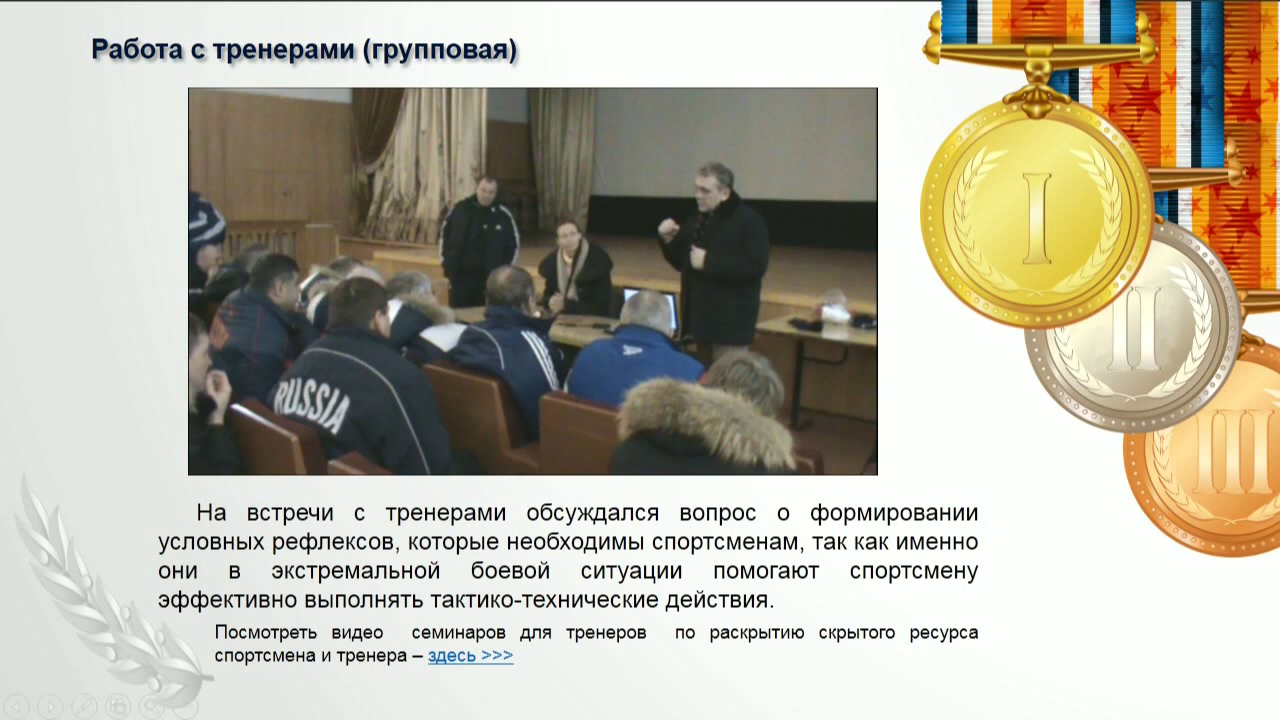 Работа с тренерами (групповая)
RUSSIA
I
II
III
На встречи с тренерами обсуждался вопрос о формировании
условных рефлексов, которые необходимы спортсменам, так как именно
они в экстремальной боевой ситуации помогают спортсмену
эффективно выполнять тактико-технические действия.
Посмотреть видео семинаров для тренеров по раскрытию скрытого ресурса
спортсмена и тренера – здесь >>>